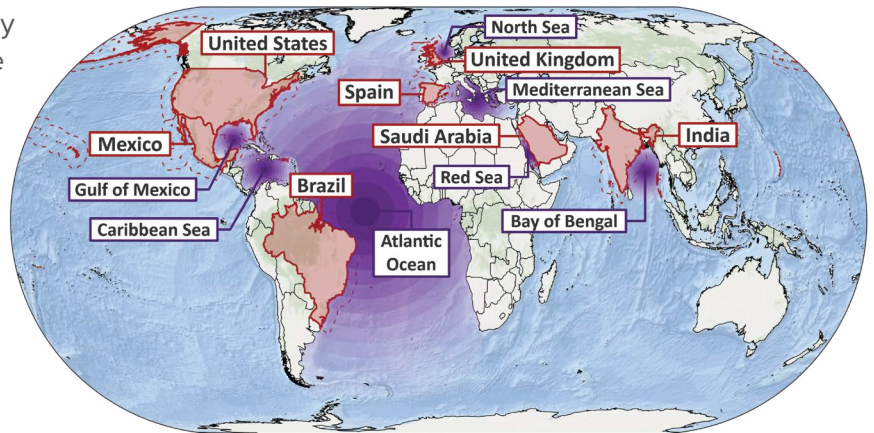 North Sea
United States
United Kingdom
Spain
Mediterranean Sea
Mexico
Saudi Arabia
India
Gulf of Mexico
Brazil
Red Sea
Caribbean Sea
Bay of Bengal
Atlantic
Ocean